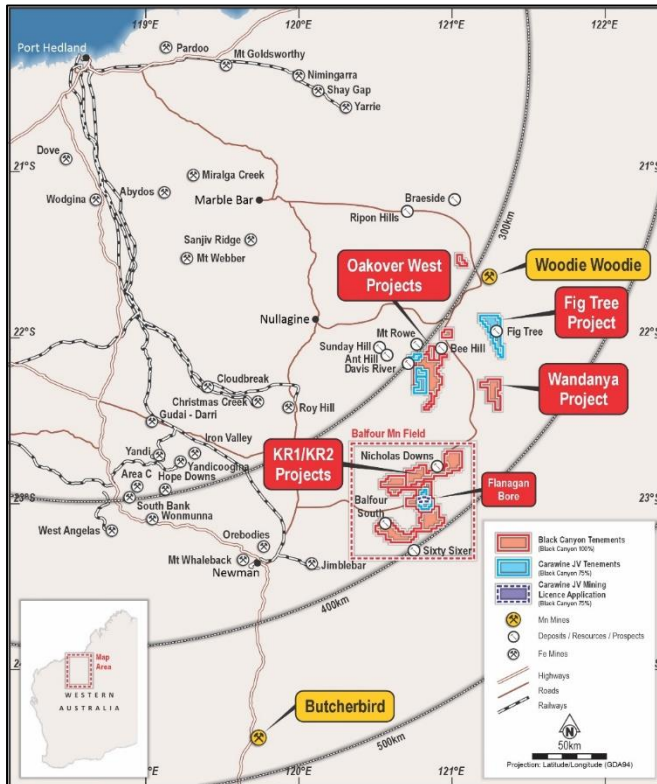 119°E
120°E
121°E
122°E
Port Hedland
Pardoo
Mt Goldsworthy
Nimingarra
Shay Gap
Yarrie
21°S
21°S
Dove
Miralga Creek
Wodgina
Abydos
Marble Bar
Braeside
Ripon Hills
300km
Sanjiv Ridge
Mt Webber
Oakover West
Projects
Woodie Woodie
Fig Tree
Project
22°S
22°S
Nullagine
Mt Rowe
Fig Tree
Sunday Hill
Ant Hill
Davis River
Bee Hill
Cloudbreak
Christmas Creek
Roy Hill
Wandanya
Project
Gudai - Darri
Iron Valley
Balfour Mn Field
Yandi
Yandicoogina
KR1/KR2
Projects
Nicholas Downs
Area C
Hope Downs
Flanagan
Bore
23°S
23°S
South Bank
Wonmunna
Balfour
South
West Angelas
Orebodies
Mt Whaleback
Newman
Jimblebar
Sixty Sixer
400km
Black Canyon Tenements
(Black Canyon 100%)
Carawine JV Tenements
(Black Canyon 75%)
Carawine JV Mining
Licence Application
(Black Canyon 75%)
Mn Mines
Deposits / Resources / Prospects
Fe Mines
Highways
Roads
Railways
N
50km
Projection: Latitude/Longitude (GDA94)
Map
Area
WESTERN
AUSTRALIA
24°S
Butcherbird
500km
119°E
120°E
121°E